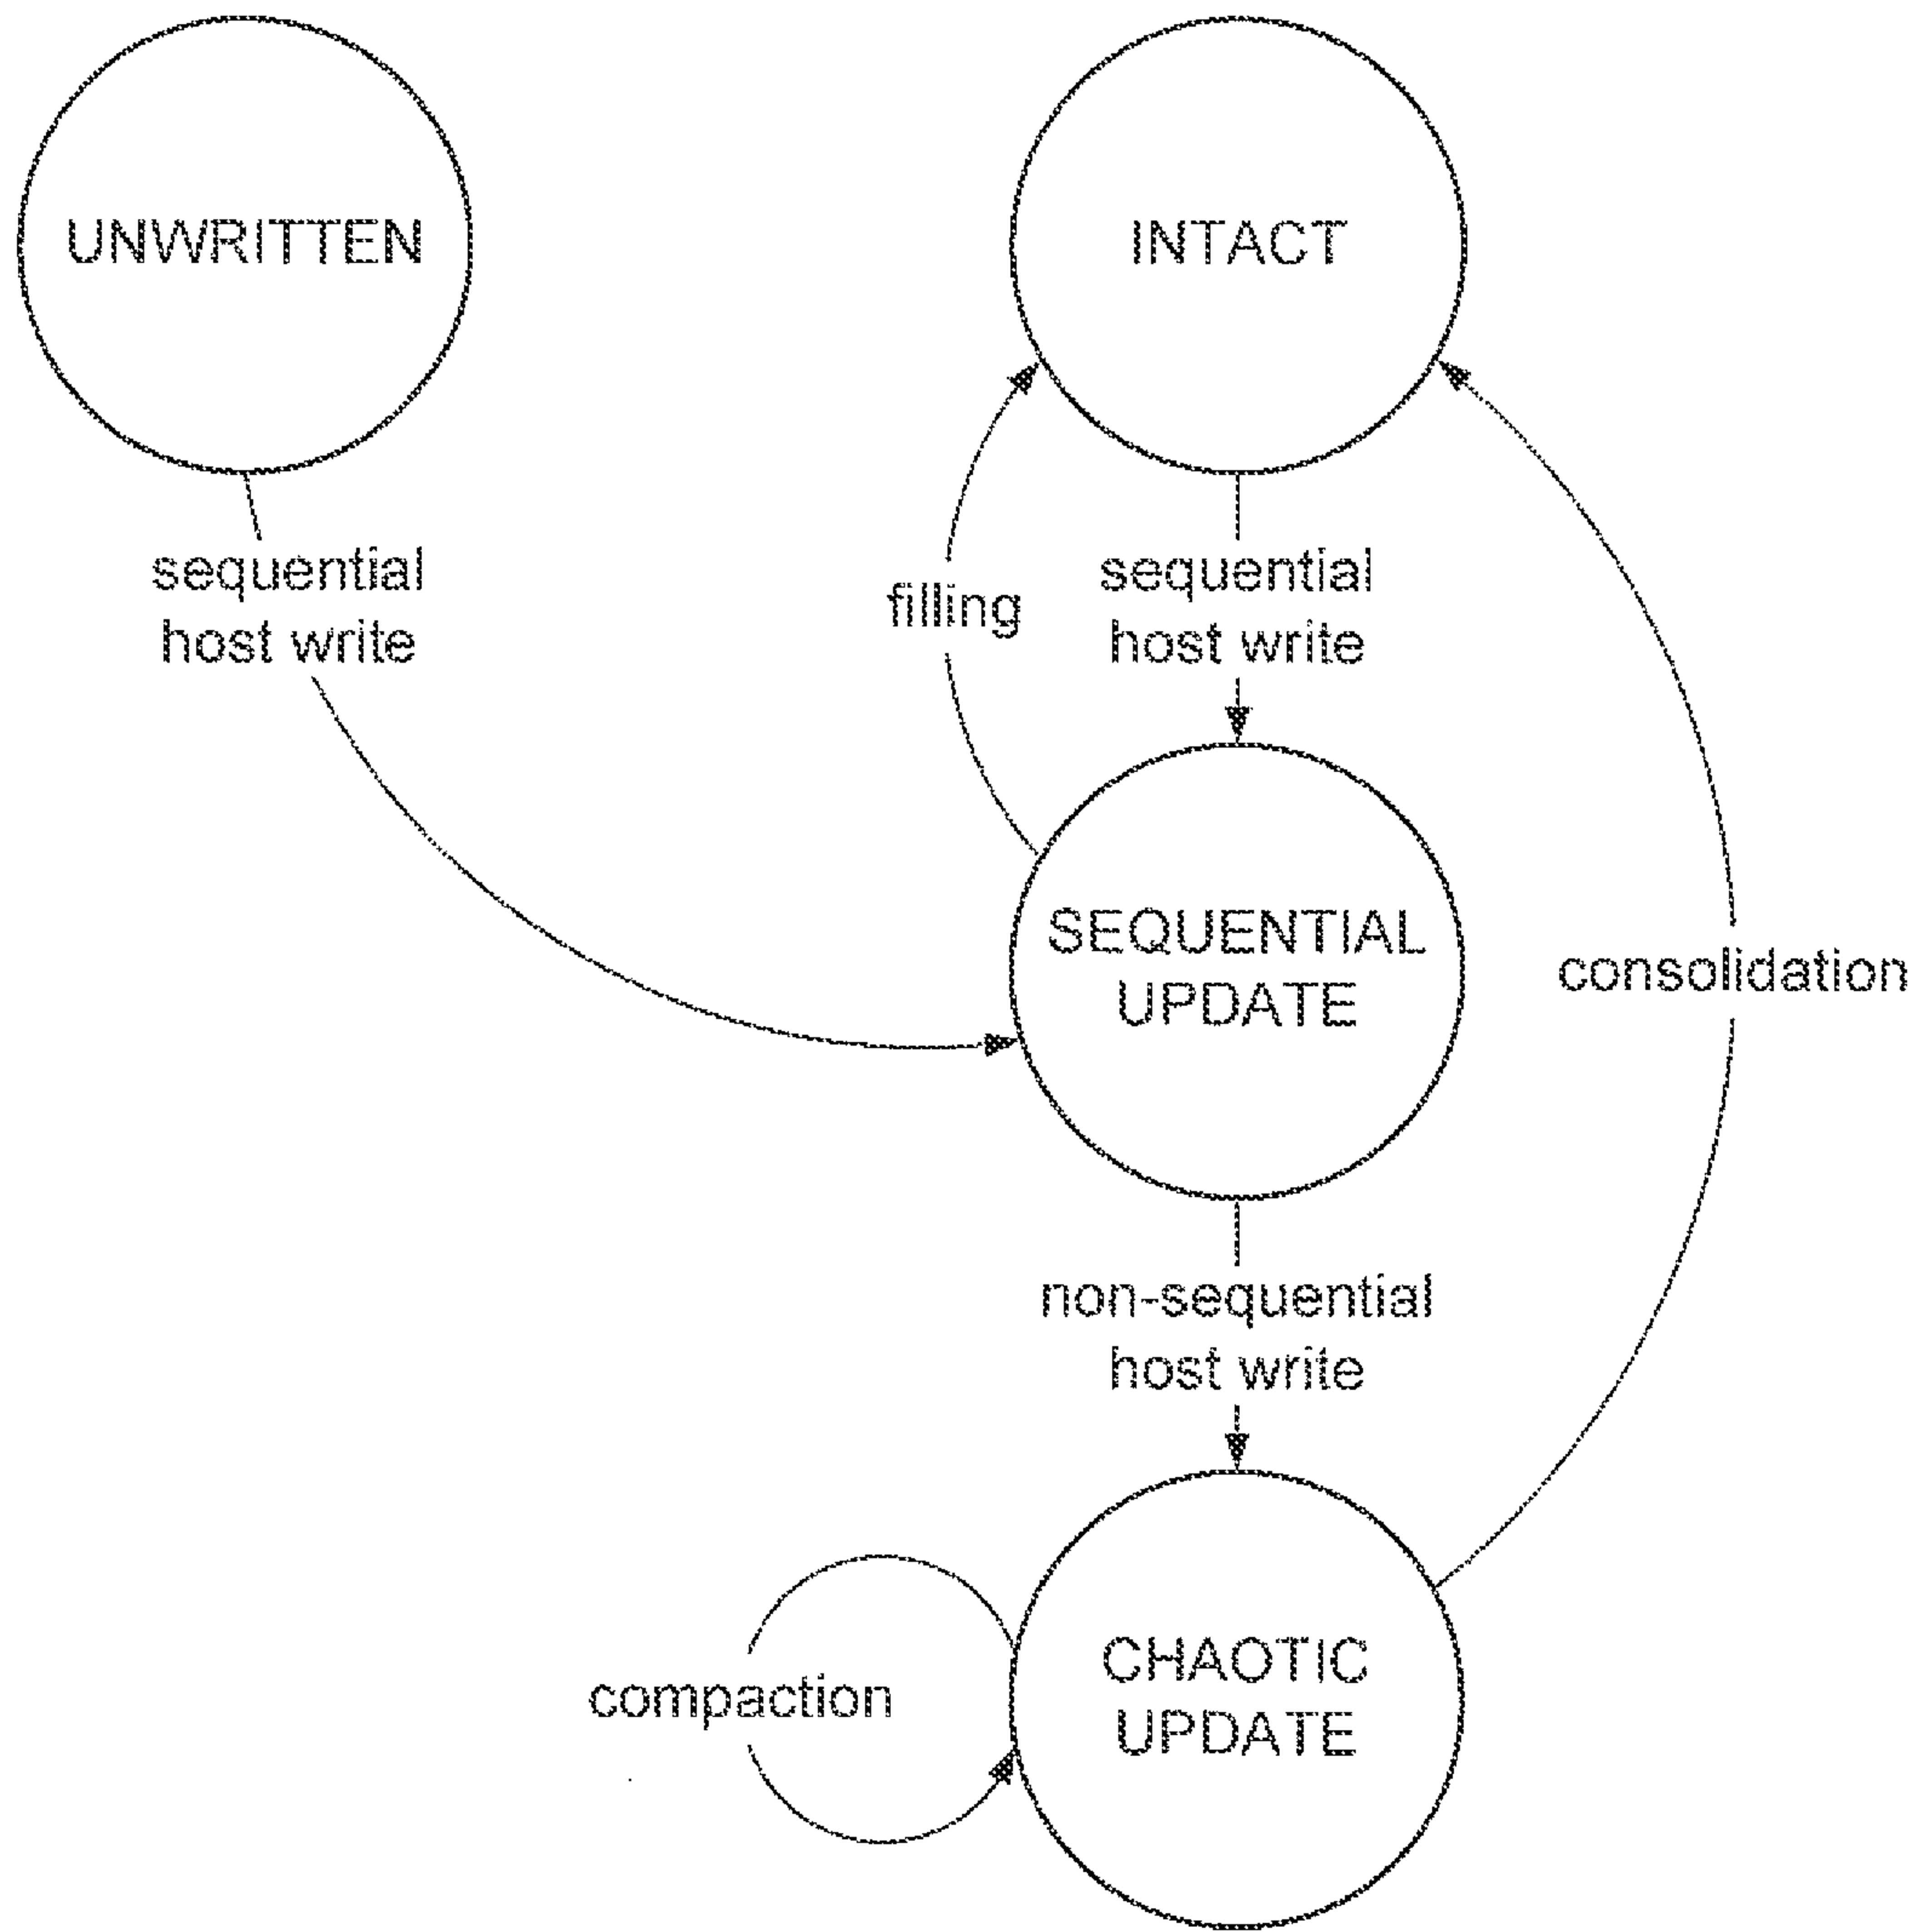 UNWRITTEN
INTACT
sequential
host write
filling
sequential
host write
SEQUENTIAL
UPDATE
consolidation
non-sequential
host write
compaction
CHAOTIC
UPDATE